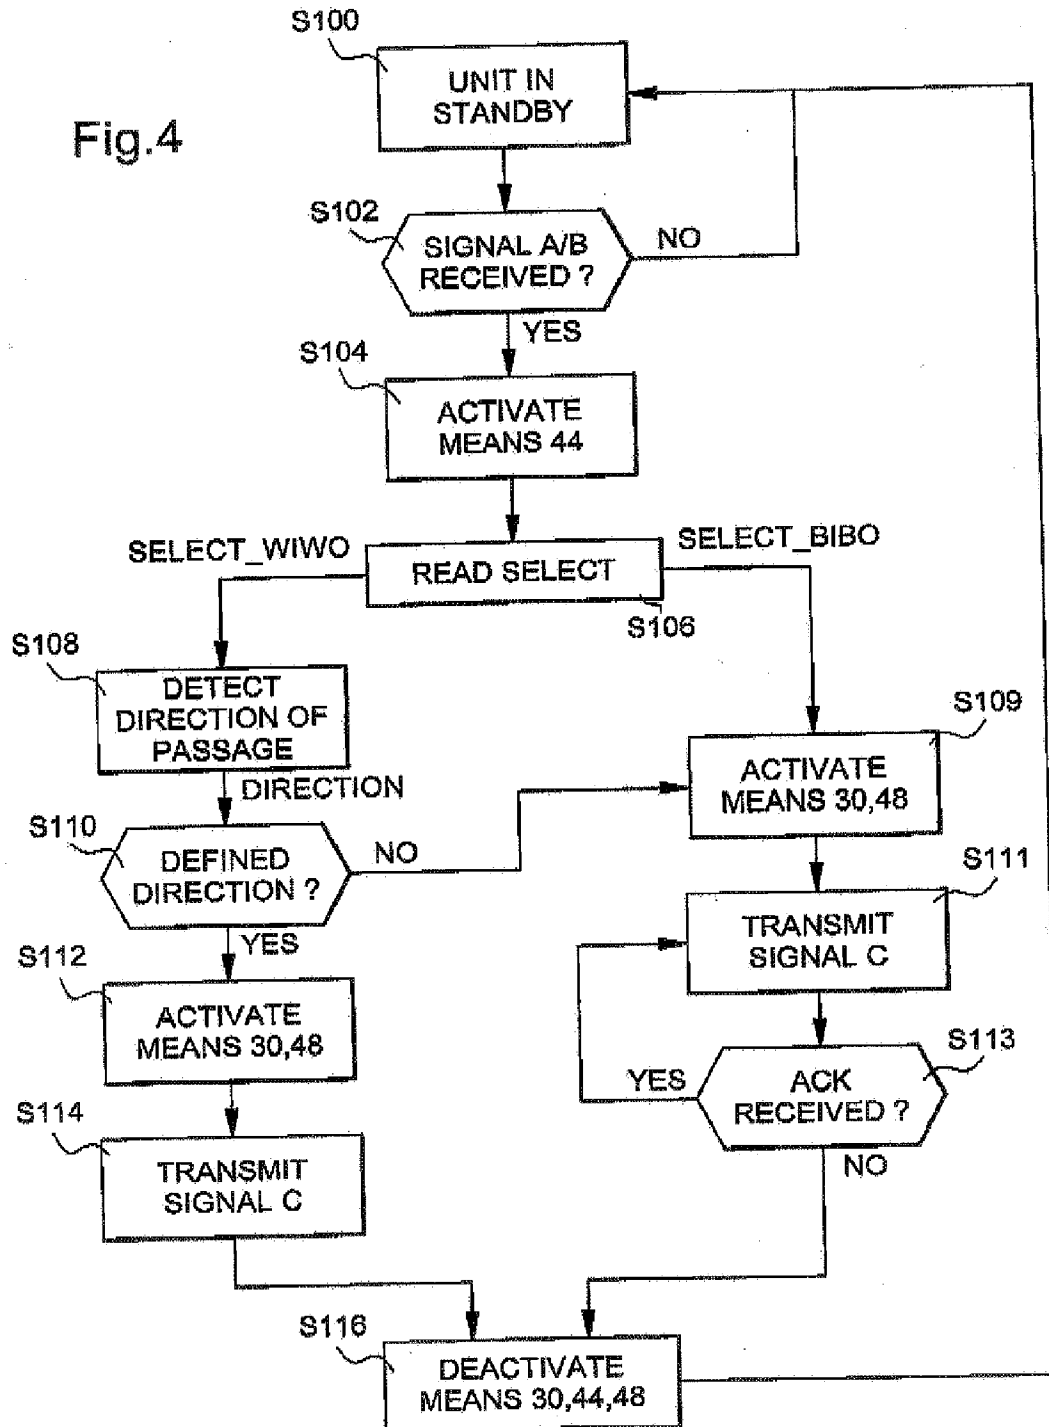 S100
UNIT IN
STANDBY
Fig.4
S102
SIGNAL A/B
RECEIVED ?
NO
YES
S104
ACTIVATE
MEANS 44
SELECT_WIWO
READ SELECT
SELECT_BIBO
S106
S108
DETECT
DIRECTION OF
PASSAGE
DIRECTION
S109
ACTIVATE
MEANS 30,48
S110
DEFINED
DIRECTION ?
NO
YES
S111
TRANSMIT
SIGNAL C
S112
ACTIVATE
MEANS 30,48
S113
ACK
RECEIVED ?
YES
NO
S114
TRANSMIT
SIGNAL C
S116
DEACTIVATE
MEANS 30,44,48